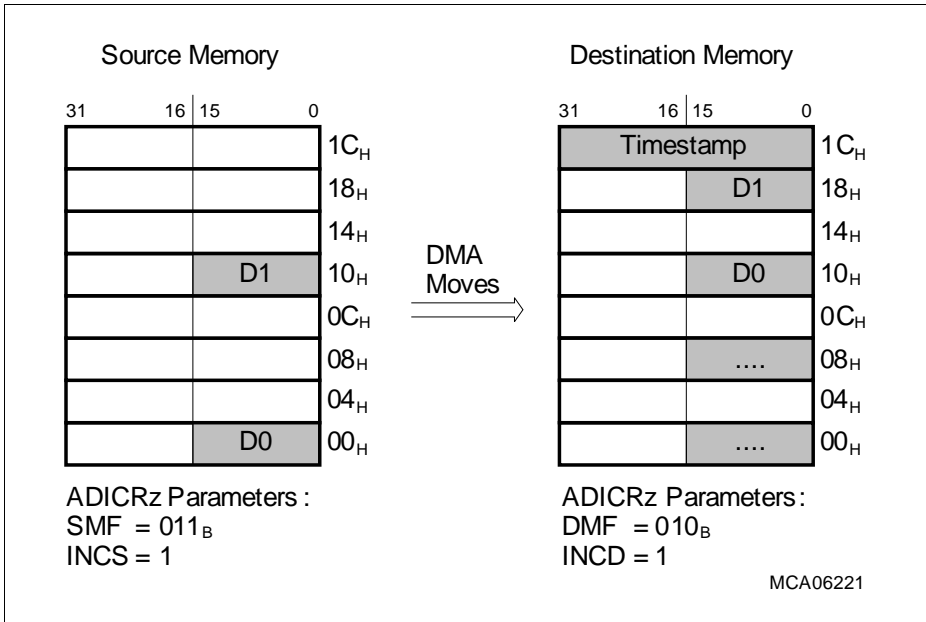 Source Memory
Destination Memory
31 16 15 0
31 16 15 0
1CH
Timestamp 1CH
18H
D1 18H
14H
14H
D1 10H
DMA
Moves
D0 10H
0CH
0CH
08H
.... 08H
04H
04H
D0 00H
.... 00H
ADICRz Parameters:
SMF = 011B
INCS = 1
ADICRz Parameters:
DMF = 010B
INCD = 1
MCA06221